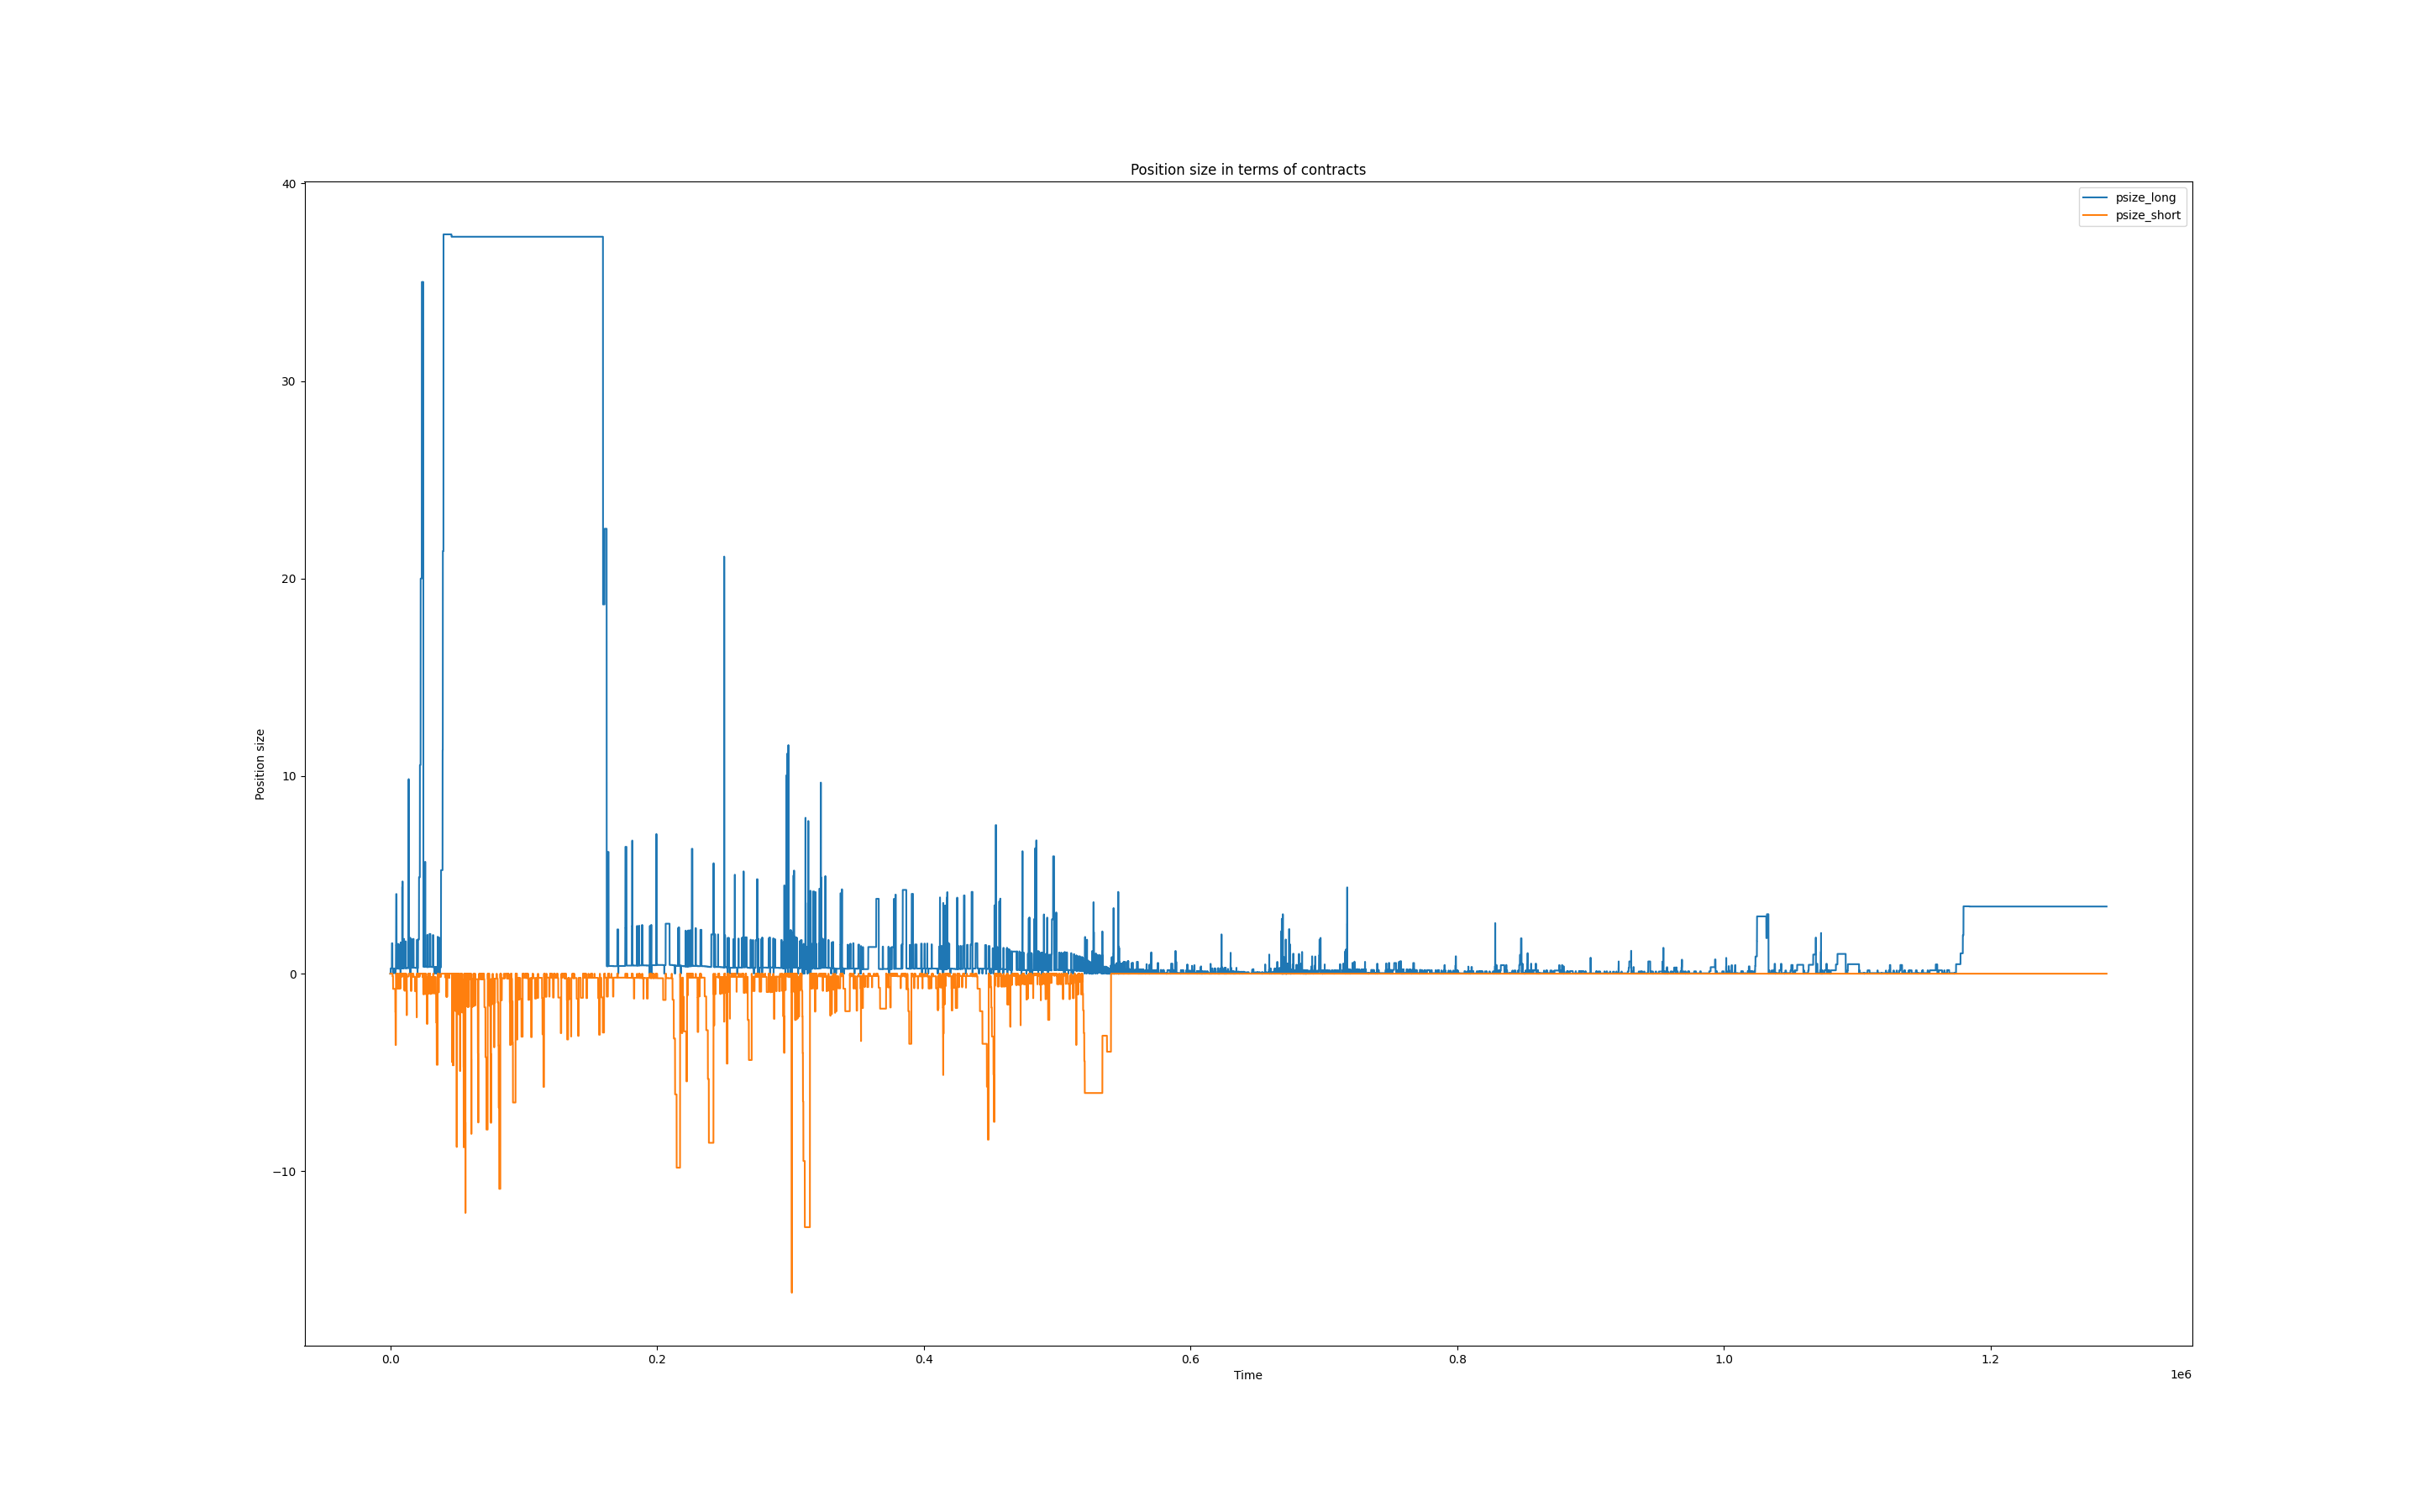 Position size in terms of contracts
psize_long
psize_short
40
30
20
10
0
−10
Position size
0.0
0.2
0.4
0.6
0.8
1.0
1.2
1e6
Time